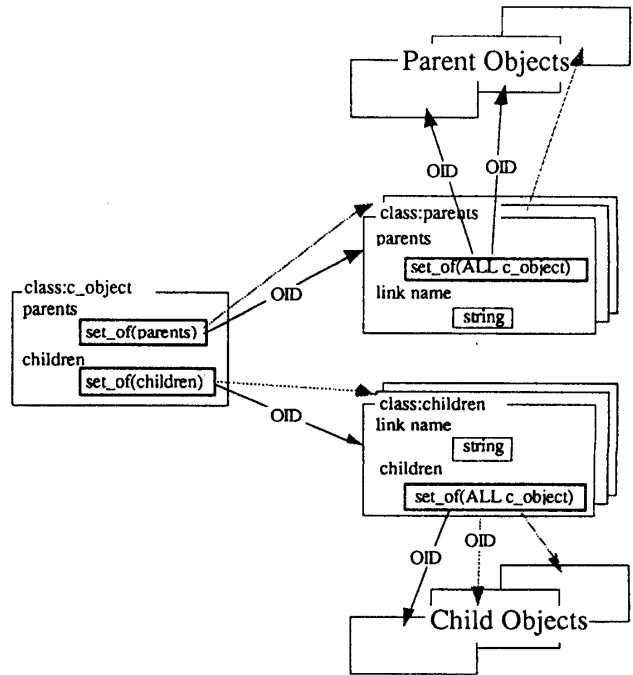 Parent Objects
OID
OID
class:parents
parents
set_of(ALL c_object)
link name
string
OID
class:c_object
parents
set_of(parents)
children
set_of(children)
OID
class:children
link name
string
children
set_of(ALL c_object)
OID
OID
Child Objects